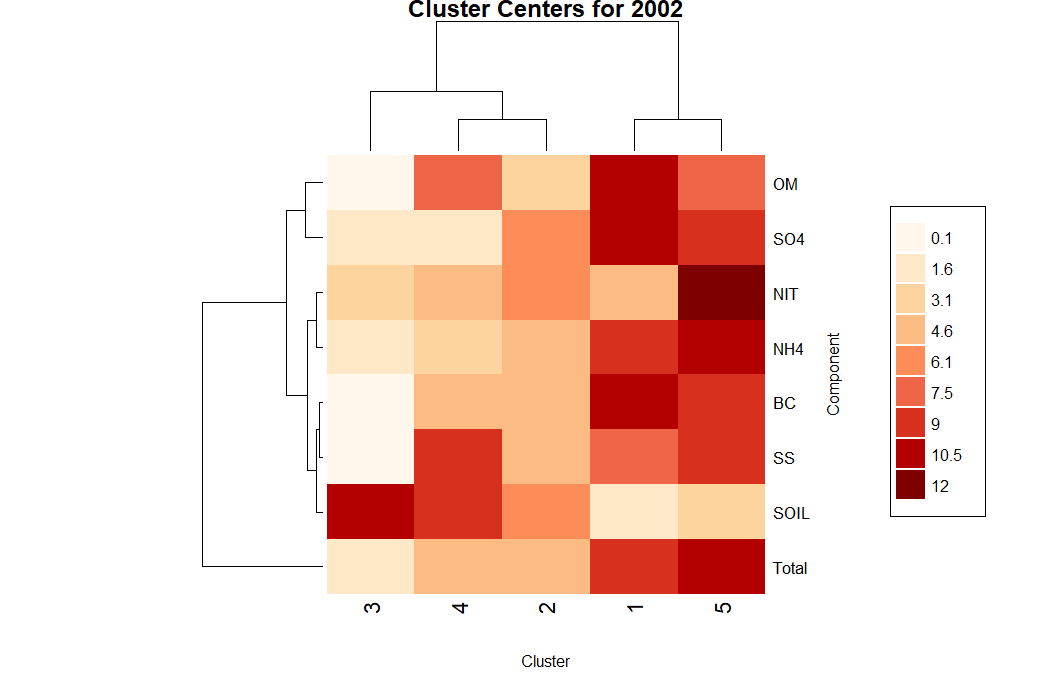 Cluster Centers for 2002
OM
SO4
NIT
NH4
BC
SS
SOIL
Total
Component
3 4 2 1 5
Cluster
0.1
1.6
3.1
4.6
6.1
7.5
9
10.5
12